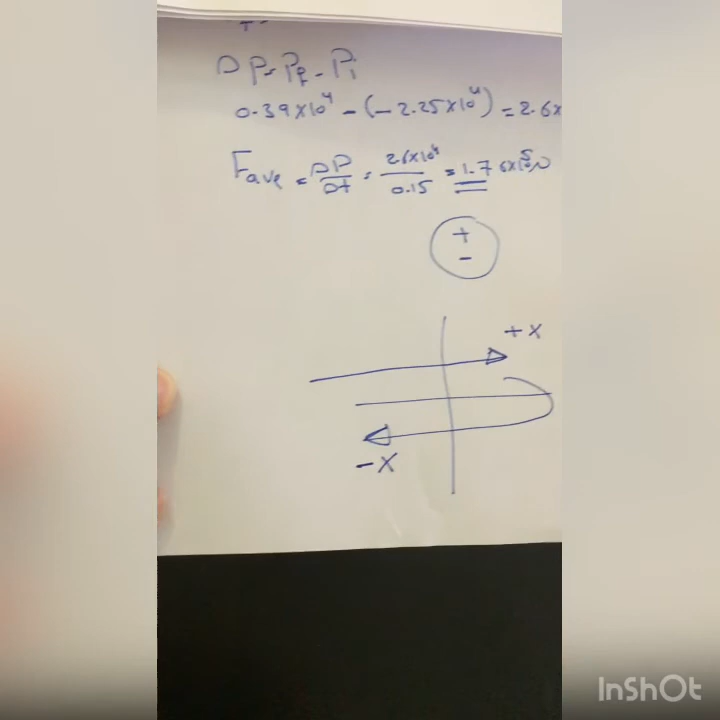 ΔP = Pf - Pi
0.39x10⁴ - (-2.25x10⁴) = 2.6x
Fave = ΔP/Δt = 2.6x10⁴/0.15 = 1.76x10⁵N
+
-
+X
-X
InShOt